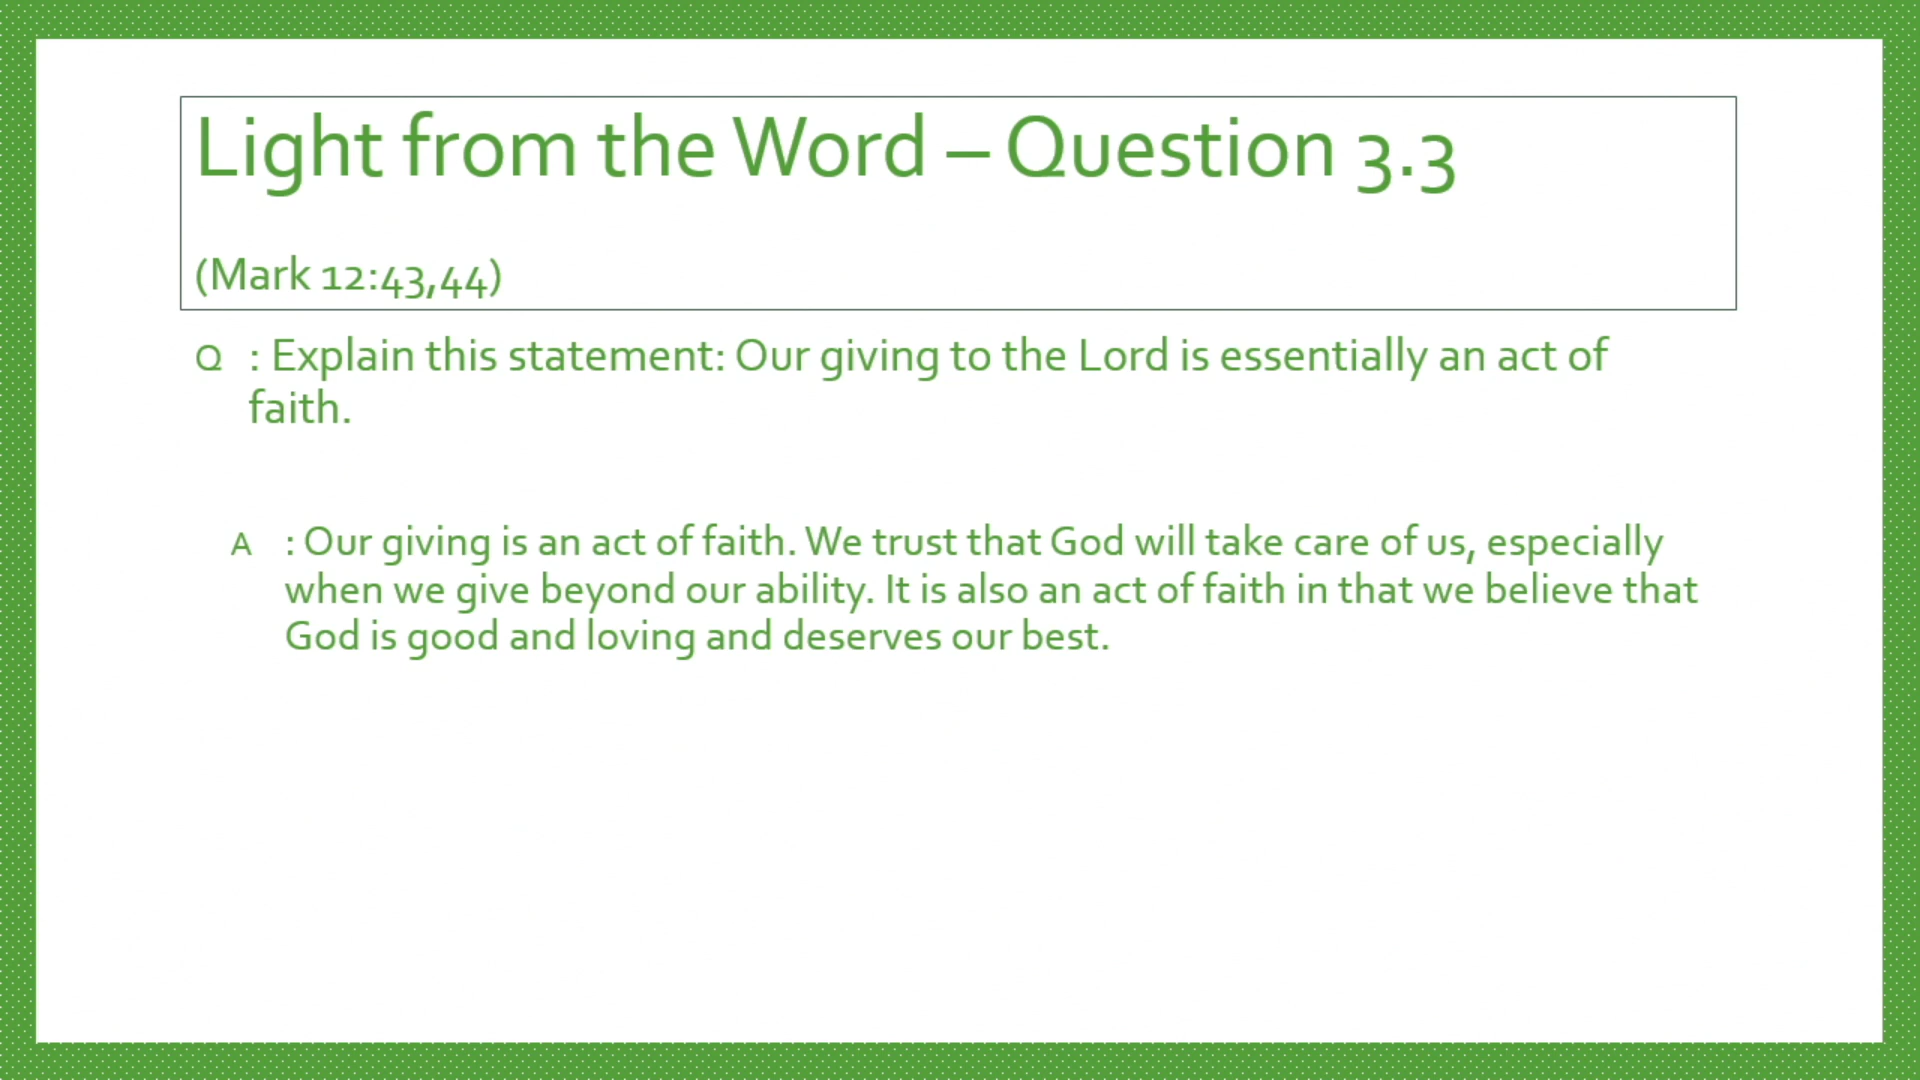 Light from the Word – Question 3.3
(Mark 12:43,44)
Q : Explain this statement: Our giving to the Lord is essentially an act of
faith.
A : Our giving is an act of faith. We trust that God will take care of us, especially
when we give beyond our ability. It is also an act of faith in that we believe that
God is good and loving and deserves our best.